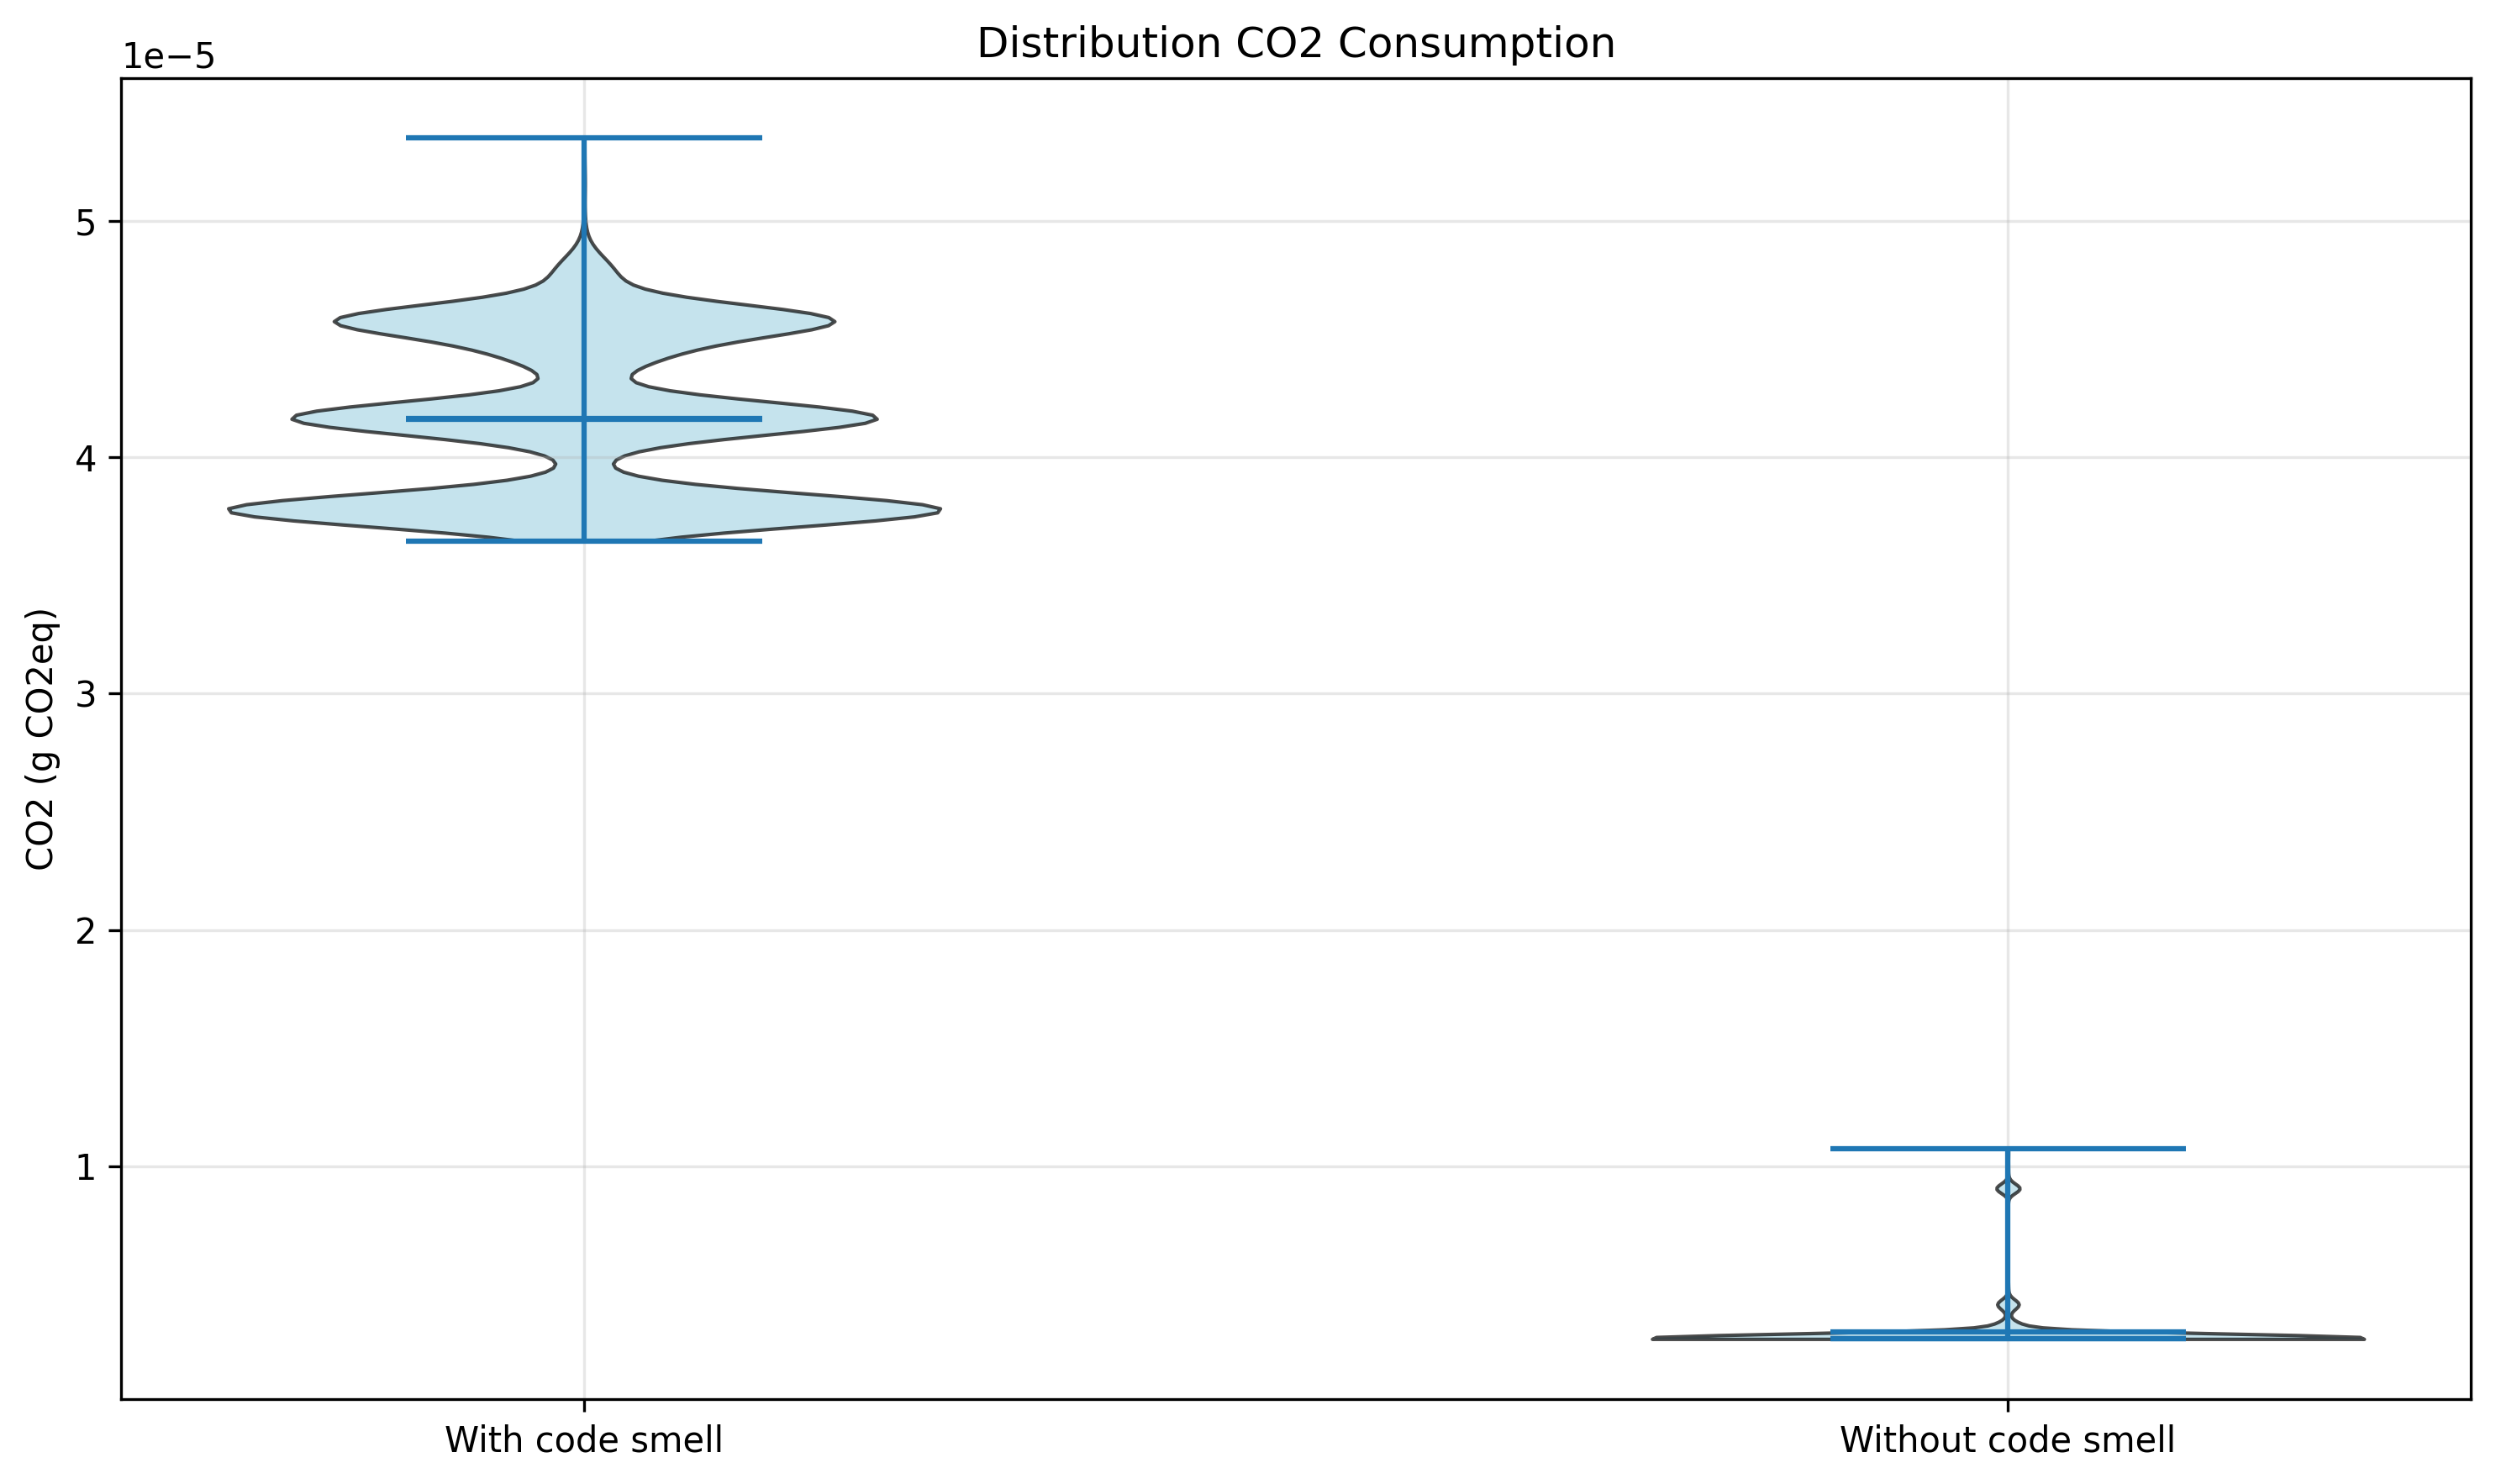 Distribution CO2 Consumption
1e−5
5
4
3
2
1
CO2 (g CO2eq)
With code smell
Without code smell